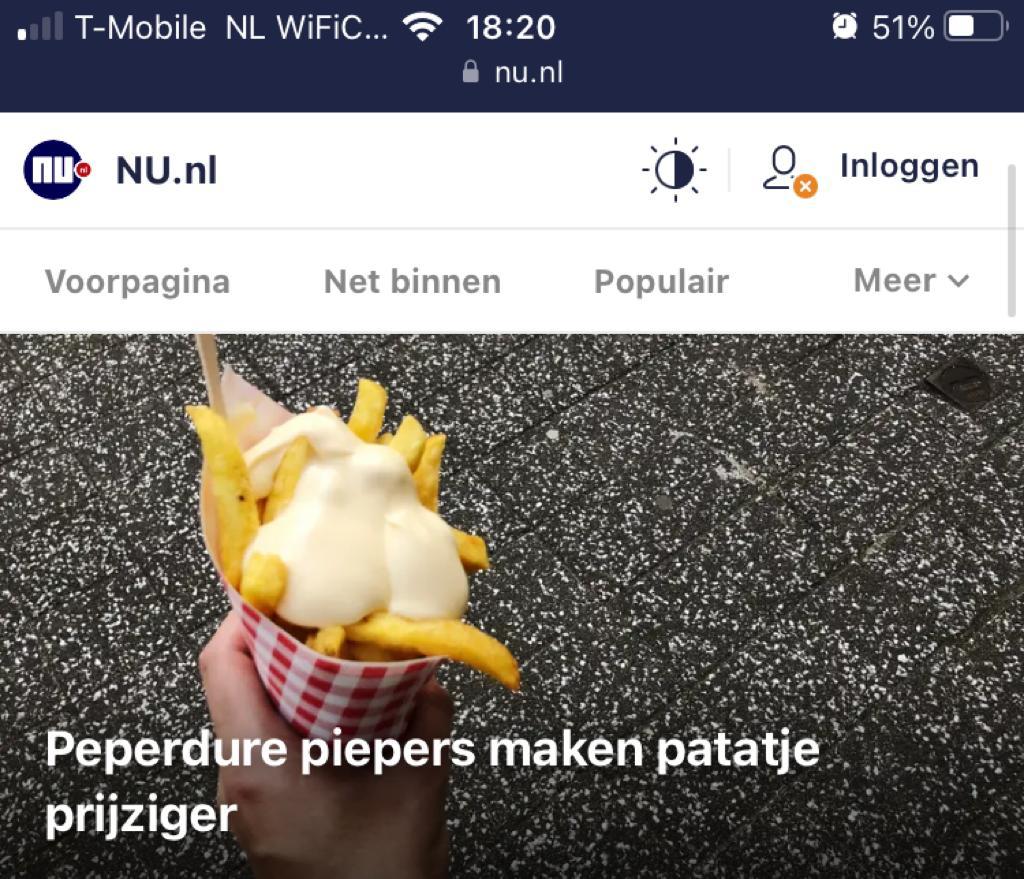 T-Mobile NL WiFiC... 18:20 51%
nu.nl
nu nl NU.nl Inloggen
Voorpagina Net binnen Populair Meer
Peperdure piepers maken patatje
prijziger